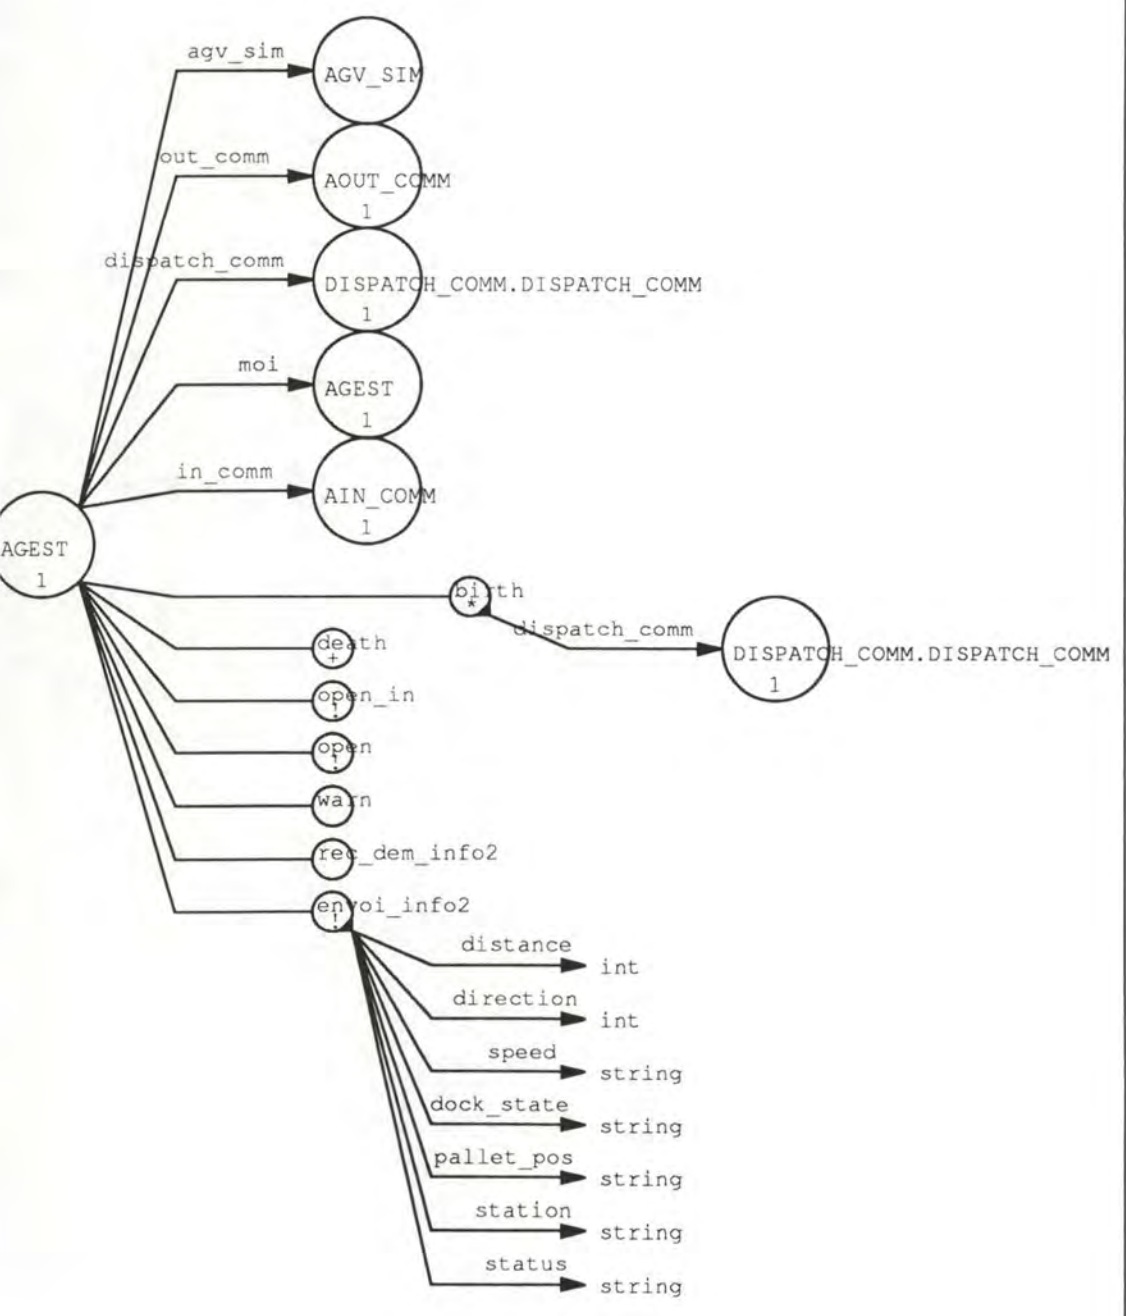 agv_sim
AGV_SIM
out_comm
AOUT_COMM
1
dispatch_comm
DISPATCH_COMM.DISPATCH_COMM
1
moi
AGEST
1
in_comm
AIN_COMM
1
AGEST
1
birth
*
dispatch_comm
DISPATCH_COMM.DISPATCH_COMM
1
death
+
open_in
!
open
!
warn
rec_dem_info2
envoi_info2
!
distance
int
direction
int
speed
string
dock_state
string
pallet_pos
string
station
string
status
string